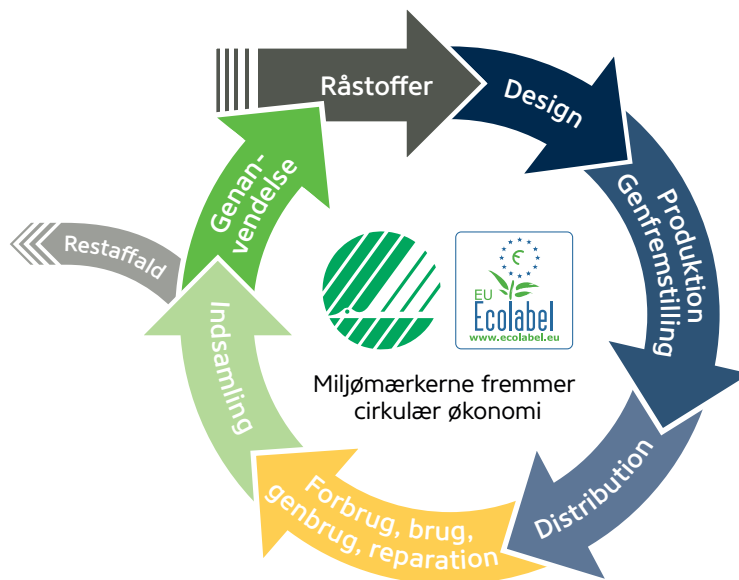 Råstoffer
Design
Produktion
Genfremstilling
Distribution
Forbrug, brug,
genbrug, reparation
Indsamling
Restaffald
Genan-
vendelse
EU
Ecolabel
www.ecolabel.eu
Miljømærkerne fremmer
cirkulær økonomi